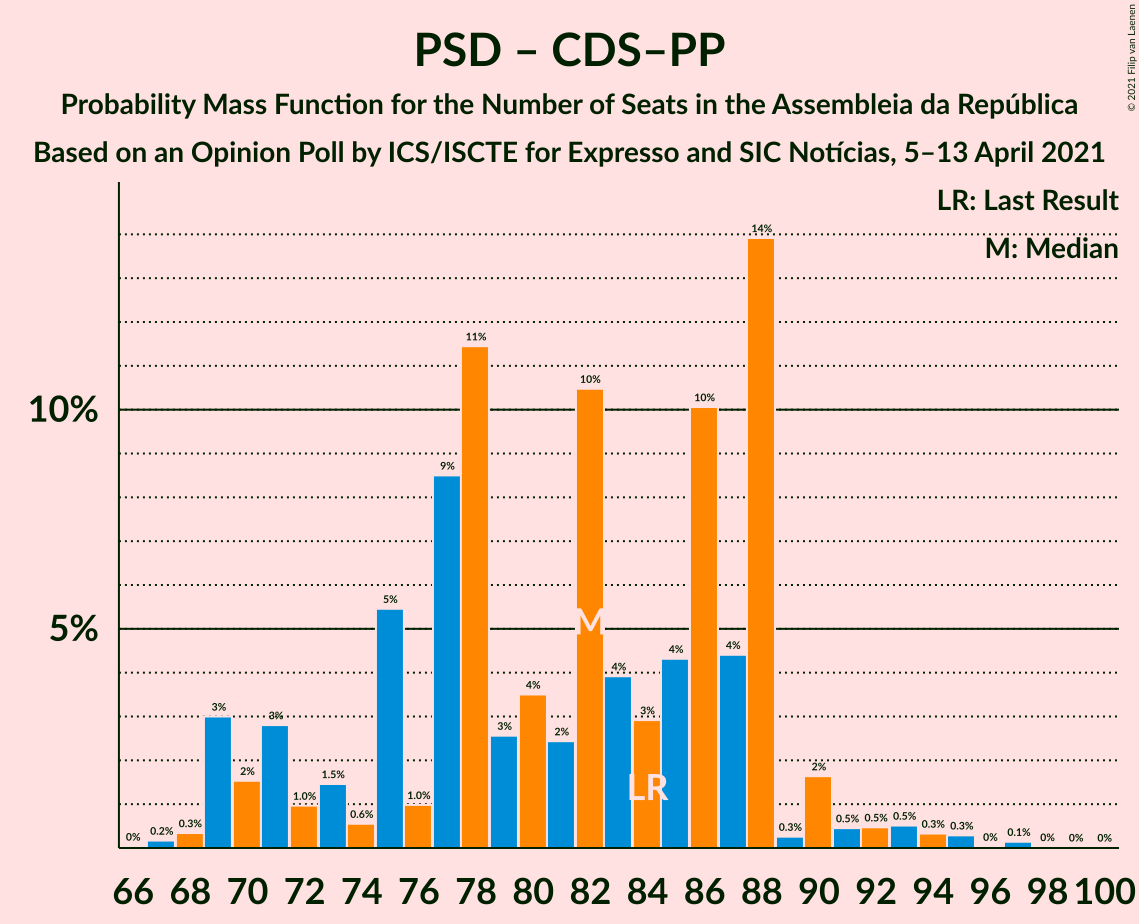 PSD – CDS–PP
Probability Mass Function for the Number of Seats in the Assembleia da República
Based on an Opinion Poll by ICS/ISCTE for Expresso and SIC Notícias, 5–13 April 2021
© 2021 Filip van Laenen
LR: Last Result
M: Median
10%
5%
0% 0.2% 0.3% 3% 2% 3% 1.0% 1.5% 0.6% 5% 1.0% 9% 11% 3% 4% 2% 10% 4% 3% 4% 10% 4% 14% 0.3% 2% 0.5% 0.5% 0.5% 0.3% 0.3% 0% 0.1% 0% 0% 0%
M
LR
66 68 70 72 74 76 78 80 82 84 86 88 90 92 94 96 98 100